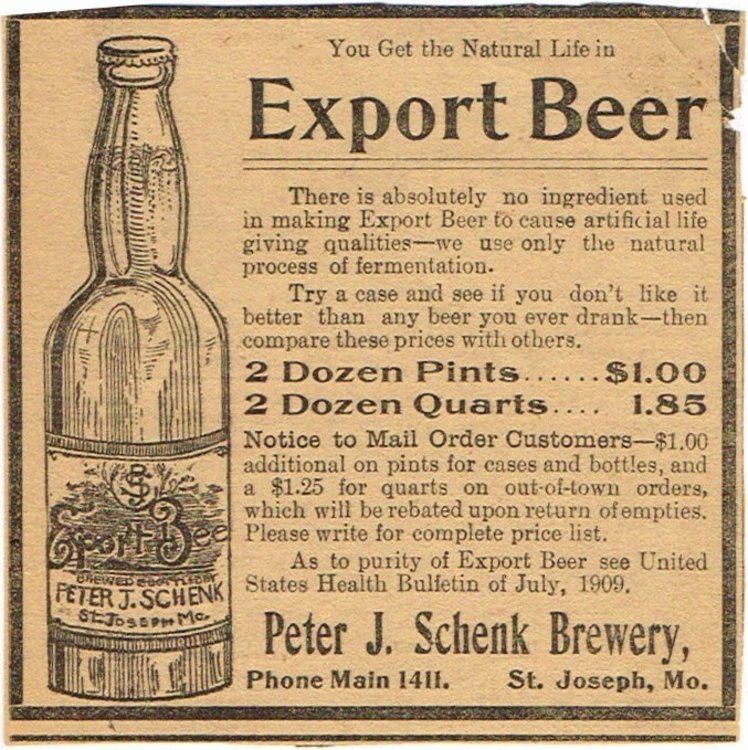 You Get the Natural Life in
Export Beer
There is absolutely no ingredient used
in making Export Beer to cause artificial life
giving qualities—we use only the natural
process of fermentation.
Try a case and see if you don't like it
better than any beer you ever drank—then
compare these prices with others.
2 Dozen Pints......$1.00
2 Dozen Quarts.... 1.85
Notice to Mail Order Customers—$1.00
additional on pints for cases and bottles, and
a $1.25 for quarts on out-of-town orders,
which will be rebated upon return of empties.
Please write for complete price list.
As to purity of Export Beer see United
States Health Bulletin of July, 1909.
Peter J. Schenk Brewery,
Phone Main 1411. St. Joseph, Mo.
Export Bee
PETER J. SCHENK
ST. JOSEPH MO.